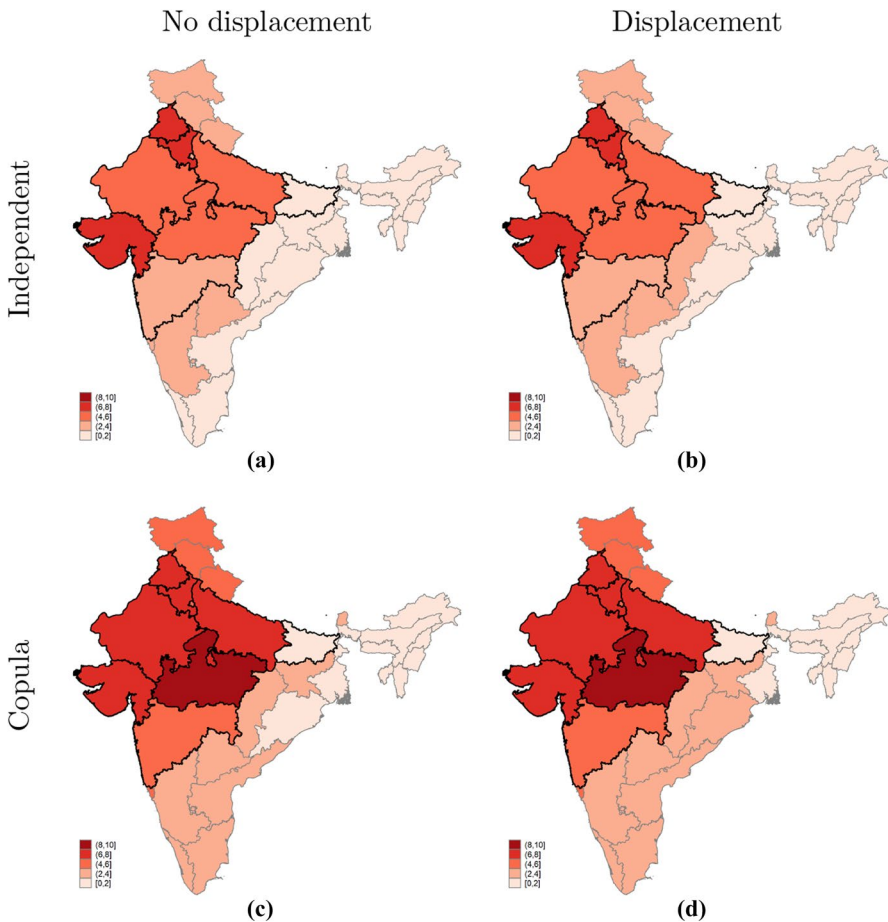 No displacement
Displacement
Independent
(8,10]
(6,8]
(4,6]
(2,4]
[0,2]
(a)
(8,10]
(6,8]
(4,6]
(2,4]
[0,2]
(b)
Copula
(8,10]
(6,8]
(4,6]
(2,4]
[0,2]
(c)
(8,10]
(6,8]
(4,6]
(2,4]
[0,2]
(d)